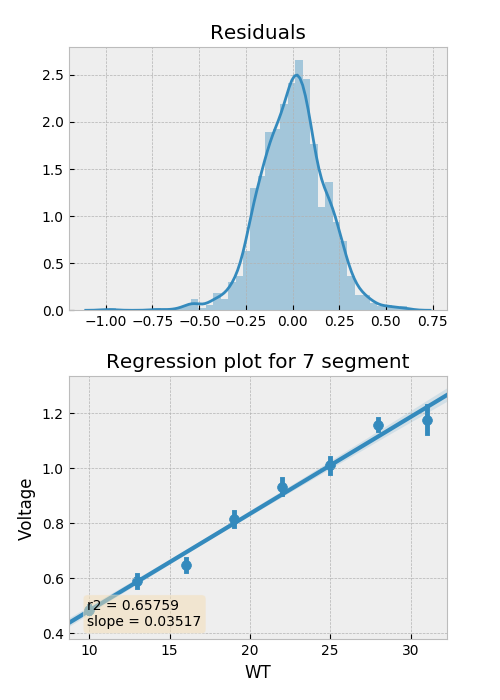 Residuals
2.5
2.0
1.5
1.0
0.5
0.0
−1.00 −0.75 −0.50 −0.25 0.00 0.25 0.50 0.75
Regression plot for 7 segment
1.2
1.0
0.8
0.6
0.4
Voltage
r2 = 0.65759
slope = 0.03517
10 15 20 25 30
WT